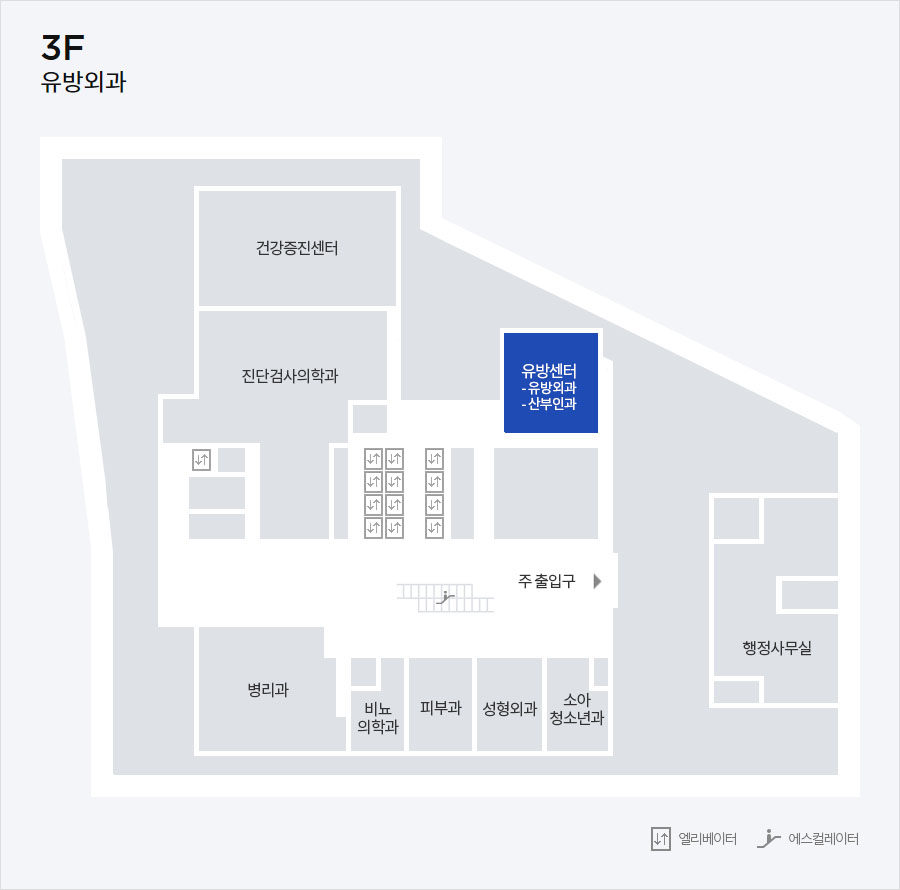 3F
유방외과
건강증진센터
진단검사의학과
유방센터
- 유방외과
- 산부인과
주 출입구
행정사무실
병리과
비뇨
의학과
피부과
성형외과
소아
청소년과
엘리베이터
에스컬레이터